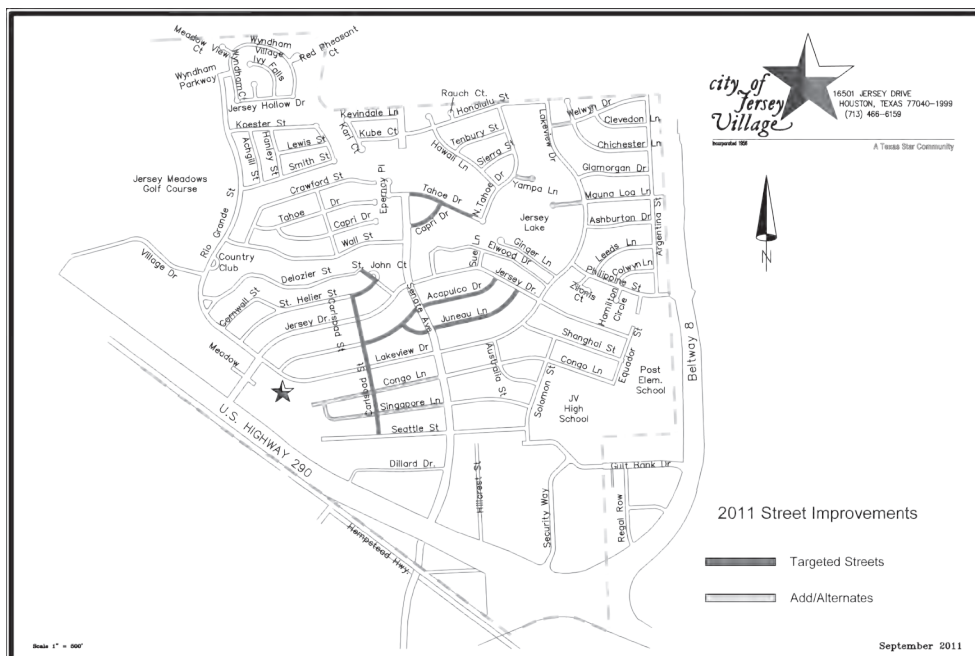 Meadow View Ct
Wyndham Village
Ivy Falls
Red Pheasant Ct
Wyndham Parkway
Wyndham Ct
Jersey Hollow Dr
Koester St
Achgill St
Hanley St
Lewis St
Smith St
Kevindale Ln
Karl Ct
Kube Ct
Rauch Ct.
Honolulu St
Tenbury St
Hawaii Ln
Sierra St
N. Tahoe Dr
Lakeview Dr
Welwyn Dr
Clevedon Ln
Chichester Ln
Glamorgan Dr
Yampa Ln
Mauna Loa Ln
Ashburton Dr
Argentina St
Leeds Ln
Colwyn Ln
Philippine St
Jersey Meadows
Golf Course
Rio Grande St
Crawford St
Epernay Pl
Tahoe Dr
Capri Dr
Wall St
Tahoe Dr
Capri Dr
Jersey
Lake
Village Dr
Country
Club
Delozier St
St. John Ct
Cornwall St
St. Helier St
Jersey Dr.
Carlsbad St
Senate Ave
Acapulco Dr
Juneau Ln
Sue Ln
Elwood Dr
Ginger Ln
Jersey Dr.
Zilonis Ct
Hamilton Circle
Meadow
Lakeview Dr
Carlsbad St
Congo Ln
Singapore Ln
Seattle St
Dillard Dr.
Australia St
Shanghai St
Congo Ln
Solomon St
Equador St
Post
Elem.
School
JV
High
School
Beltway 8
U.S. HIGHWAY 290
Hempstead Hwy.
Hillcrest St
Security Way
Regal Row
Gulf Bank Dr
city of
Jersey
Village
Incorporated 1956
16501 JERSEY DRIVE
HOUSTON, TEXAS 77040-1999
(713) 466-6159
A Texas Star Community
N
2011 Street Improvements
Targeted Streets
Add/Alternates
Scale 1" = 800'
September 2011